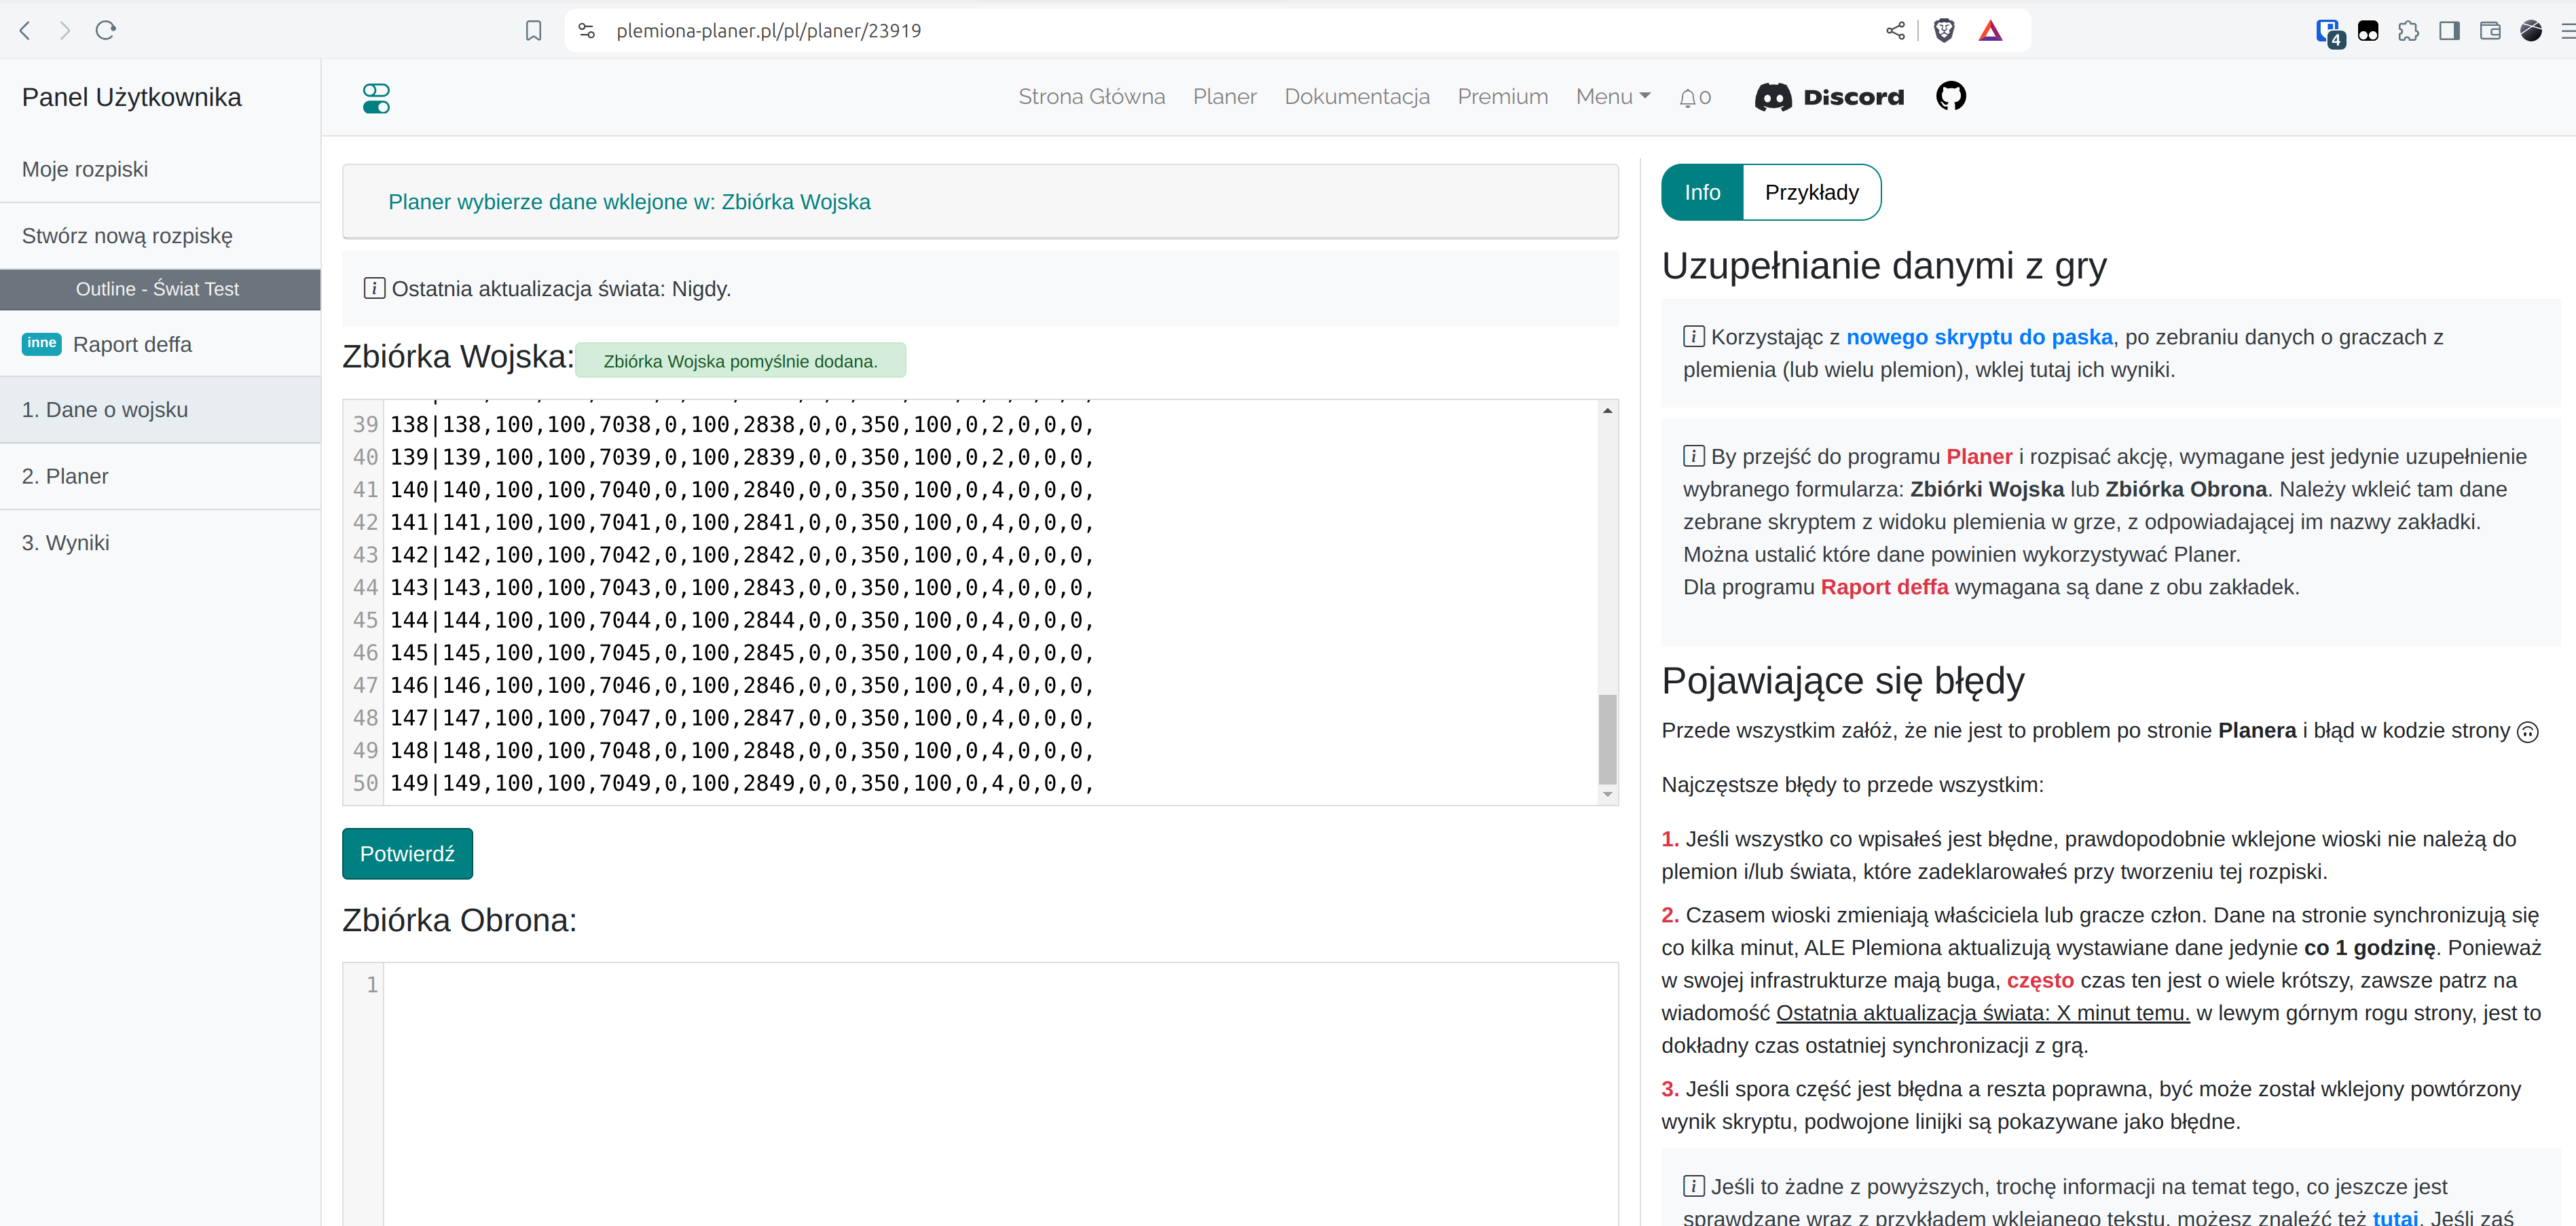 plemiona-planer.pl/pl/planer/23919
4
Panel Użytkownika
Moje rozpiski
Stwórz nową rozpiskę
Outline - Świat Test
inne Raport deffa
1. Dane o wojsku
2. Planer
3. Wyniki
Strona Główna Planer Dokumentacja Premium Menu 0 Discord
Planer wybierze dane wklejone w: Zbiórka Wojska
i Ostatnia aktualizacja świata: Nigdy.
Zbiórka Wojska: Zbiórka Wojska pomyślnie dodana.
39 138|138,100,100,7038,0,100,2838,0,0,350,100,0,2,0,0,0,
40 139|139,100,100,7039,0,100,2839,0,0,350,100,0,2,0,0,0,
41 140|140,100,100,7040,0,100,2840,0,0,350,100,0,4,0,0,0,
42 141|141,100,100,7041,0,100,2841,0,0,350,100,0,4,0,0,0,
43 142|142,100,100,7042,0,100,2842,0,0,350,100,0,4,0,0,0,
44 143|143,100,100,7043,0,100,2843,0,0,350,100,0,4,0,0,0,
45 144|144,100,100,7044,0,100,2844,0,0,350,100,0,4,0,0,0,
46 145|145,100,100,7045,0,100,2845,0,0,350,100,0,4,0,0,0,
47 146|146,100,100,7046,0,100,2846,0,0,350,100,0,4,0,0,0,
48 147|147,100,100,7047,0,100,2847,0,0,350,100,0,4,0,0,0,
49 148|148,100,100,7048,0,100,2848,0,0,350,100,0,4,0,0,0,
50 149|149,100,100,7049,0,100,2849,0,0,350,100,0,4,0,0,0,
Potwierdź
Zbiórka Obrona:
1
Info Przykłady
Uzupełnianie danymi z gry
i Korzystając z nowego skryptu do paska, po zebraniu danych o graczach z
plemienia (lub wielu plemion), wklej tutaj ich wyniki.
i By przejść do programu Planer i rozpisać akcję, wymagane jest jedynie uzupełnienie
wybranego formularza: Zbiórki Wojska lub Zbiórka Obrona. Należy wkleić tam dane
zebrane skryptem z widoku plemienia w grze, z odpowiadającej im nazwy zakładki.
Można ustalić które dane powinien wykorzystywać Planer.
Dla programu Raport deffa wymagana są dane z obu zakładek.
Pojawiające się błędy
Przede wszystkim załóż, że nie jest to problem po stronie Planera i błąd w kodzie strony
Najczęstsze błędy to przede wszystkim:
1. Jeśli wszystko co wpisałeś jest błędne, prawdopodobnie wklejone wioski nie należą do
plemion i/lub świata, które zadeklarowałeś przy tworzeniu tej rozpiski.
2. Czasem wioski zmieniają właściciela lub gracze człon. Dane na stronie synchronizują się
co kilka minut, ALE Plemiona aktualizują wystawiane dane jedynie co 1 godzinę. Ponieważ
w swojej infrastrukturze mają buga, często czas ten jest o wiele krótszy, zawsze patrz na
wiadomość Ostatnia aktualizacja świata: X minut temu. w lewym górnym rogu strony, jest to
dokładny czas ostatniej synchronizacji z grą.
3. Jeśli spora część jest błędna a reszta poprawna, być może został wklejony powtórzony
wynik skryptu, podwojone linijki są pokazywane jako błędne.
i Jeśli to żadne z powyższych, trochę informacji na temat tego, co jeszcze jest
sprawdzane wraz z przykładem wklejanego tekstu, możesz znaleźć też tutaj. Jeśli zaś